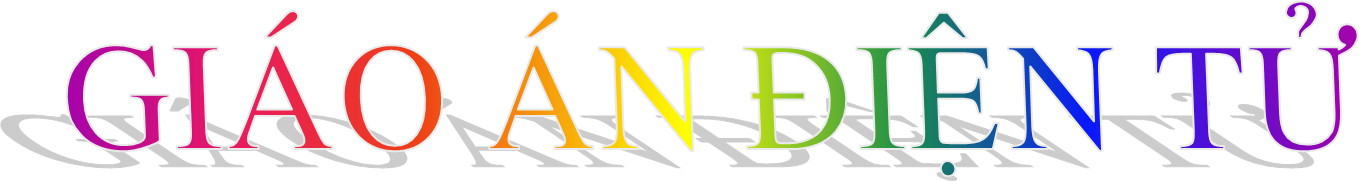 GIÁO ÁN ĐIỆN TỬ